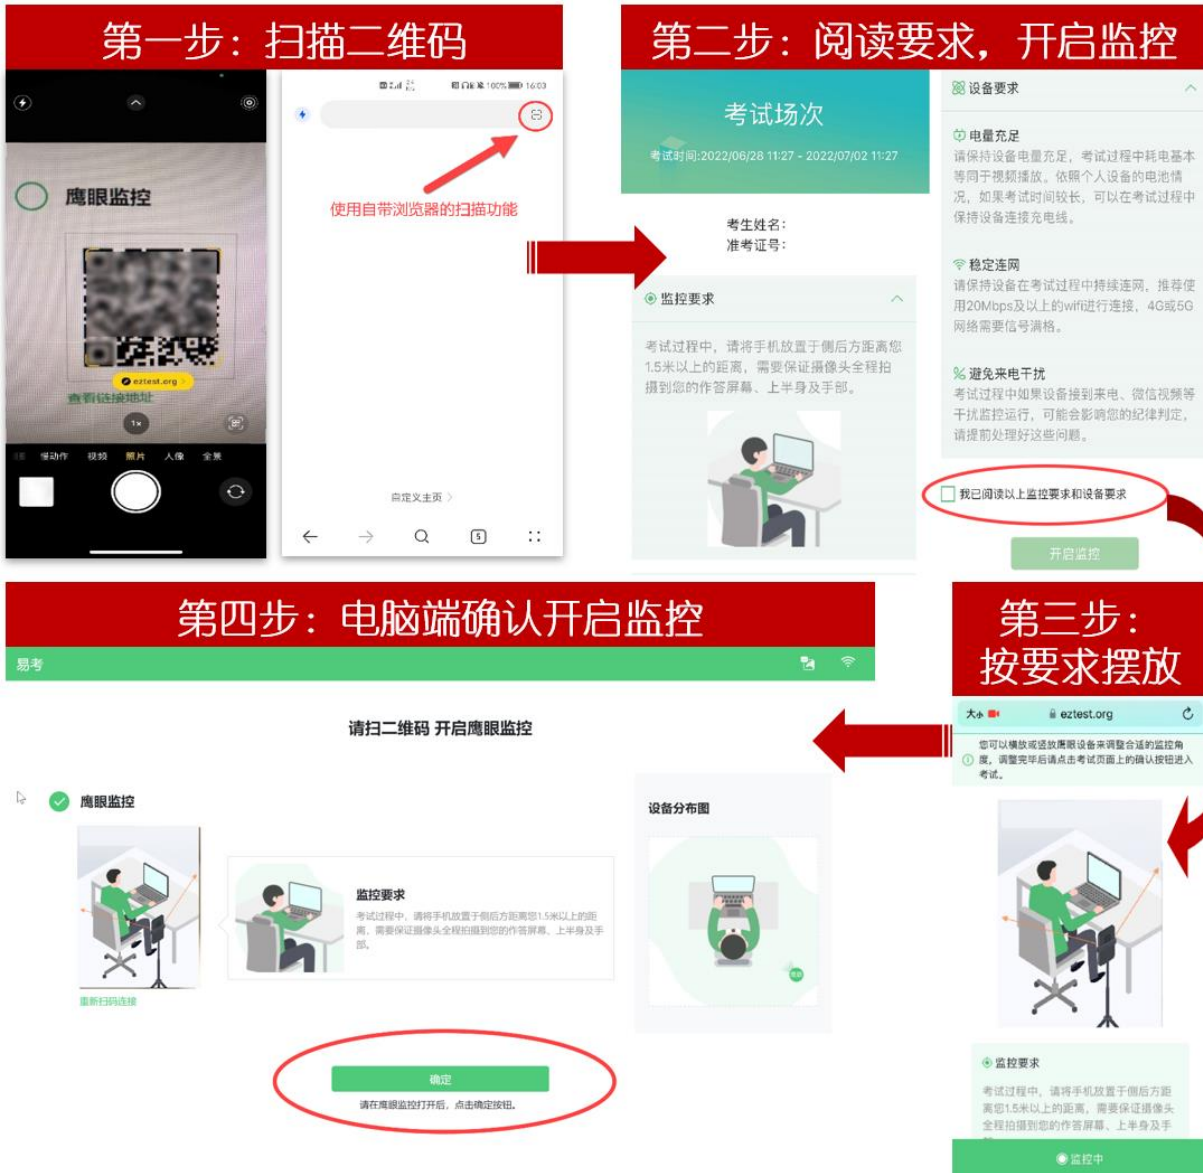 第一步：扫描二维码
鹰眼监控
eztest.org >
查看链接地址
1x
慢动作 视频 照片 人像 全景
100% 16:03
使用自带浏览器的扫描功能
自定义主页 >
5
第二步：阅读要求，开启监控
考试场次
考试时间:2022/06/28 11:27 - 2022/07/02 11:27
考生姓名：
准考证号：
监控要求
考试过程中，请将手机放置于侧后方距离您
1.5米以上的距离，需要保证摄像头全程拍
摄到您的作答屏幕、上半身及手部。
设备要求
电量充足
请保持设备电量充足，考试过程中耗电基本
等同于视频播放。依照个人设备的电池情
况，如果考试时间较长，可以在考试过程中
保持设备连接充电线。
稳定连网
请保持设备在考试过程中持续连网，推荐使
用20Mbps及以上的wifi进行连接，4G或5G
网络需要信号满格。
避免来电干扰
考试过程中如果设备接到来电、微信视频等
干扰监控运行，可能会影响您的纪律判定，
请提前处理好这些问题。
我已阅读以上监控要求和设备要求
开启监控
第三步：
按要求摆放
大小 eztest.org
您可以横放或竖放鹰眼设备来调整合适的监控角
度，调整完毕后请点击考试页面上的确认按钮进入
考试。
监控要求
考试过程中，请将手机放置于侧后方距
离您1.5米以上的距离，需要保证摄像头
全程拍摄到您的作答屏幕、上半身及手
监控中
第四步：电脑端确认开启监控
易考
请扫二维码 开启鹰眼监控
鹰眼监控
重新扫码连接
监控要求
考试过程中，请将手机放置于侧后方距离您1.5米以上的距
离、需要保证摄像头全程拍摄到您的作答屏幕、上半身及手
部。
设备分布图
确定
请在鹰眼监控打开后，点击确定按钮。